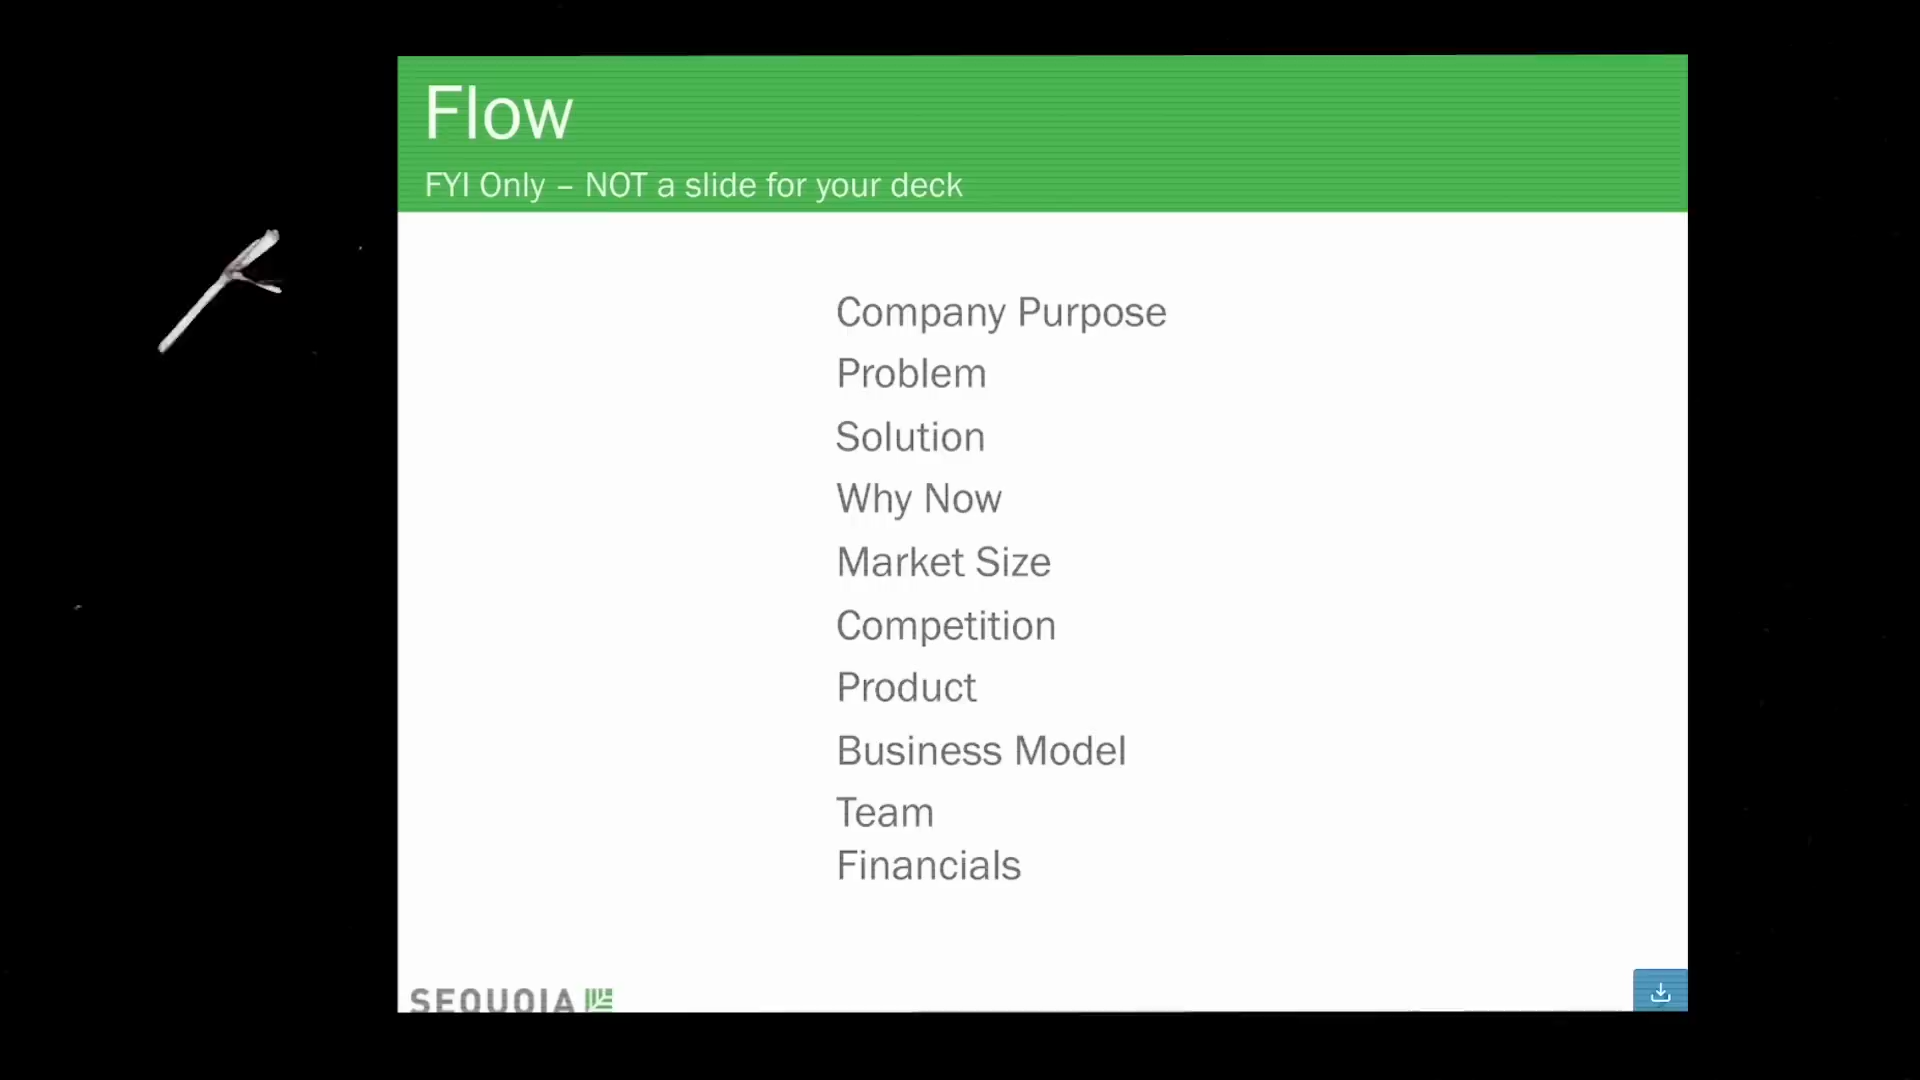 Flow
FYI Only – NOT a slide for your deck
Company Purpose
Problem
Solution
Why Now
Market Size
Competition
Product
Business Model
Team
Financials
SEQUOIA